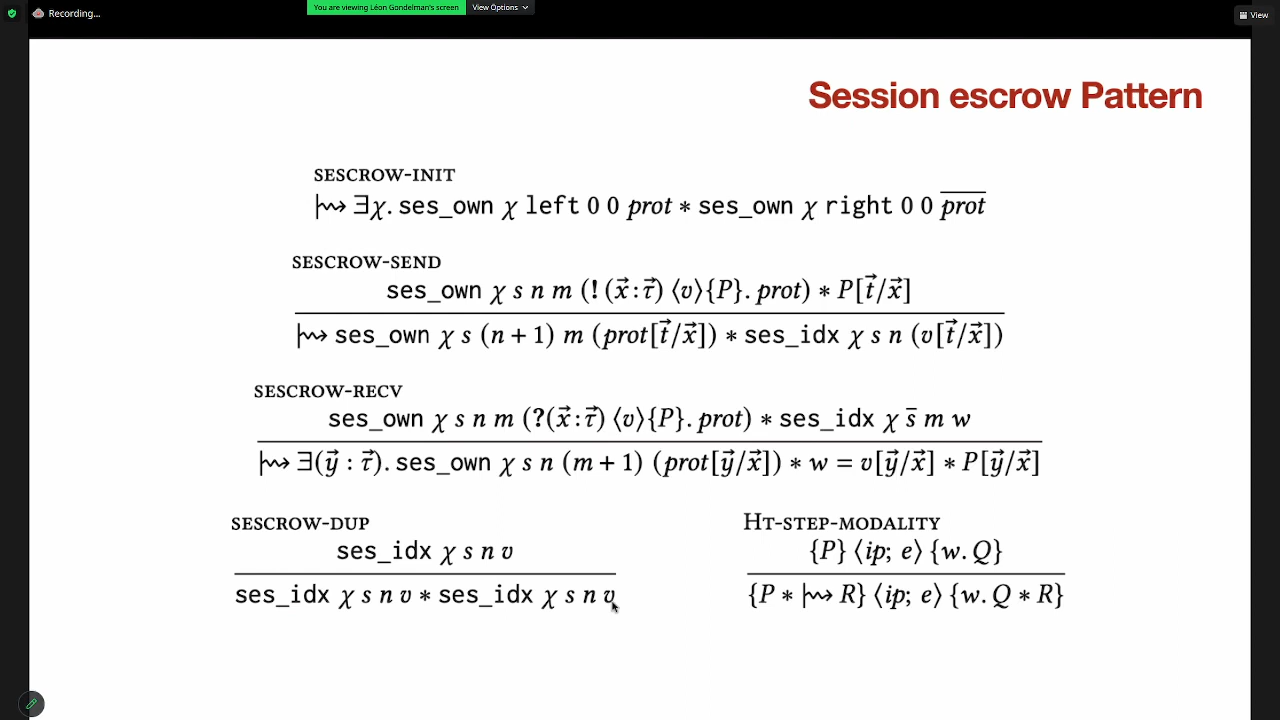 Recording...
You are viewing Léon Gondelman's screen
View Options
View
Session escrow Pattern
SESCROW-INIT
|⇝ ∃χ. ses_own χ left 0 0 prot ∗ ses_own χ right 0 0 \overline{prot}
SESCROW-SEND
ses_own χ s n m (! (x⃗ : τ⃗) ⟨v⟩{P}. prot) ∗ P[t⃗/x⃗]
|⇝ ses_own χ s (n + 1) m (prot[t⃗/x⃗]) ∗ ses_idx χ s n (v[t⃗/x⃗])
SESCROW-RECV
ses_own χ s n m (?(x⃗ : τ⃗) ⟨v⟩{P}. prot) ∗ ses_idx χ s̄ m w
|⇝ ∃(y⃗ : τ⃗). ses_own χ s n (m + 1) (prot[y⃗/x⃗]) ∗ w = v[y⃗/x⃗] ∗ P[y⃗/x⃗]
SESCROW-DUP
ses_idx χ s n v
ses_idx χ s n v ∗ ses_idx χ s n v
HT-STEP-MODALITY
{P} ⟨ip; e⟩ {w. Q}
{P ∗ |⇝ R} ⟨ip; e⟩ {w. Q ∗ R}